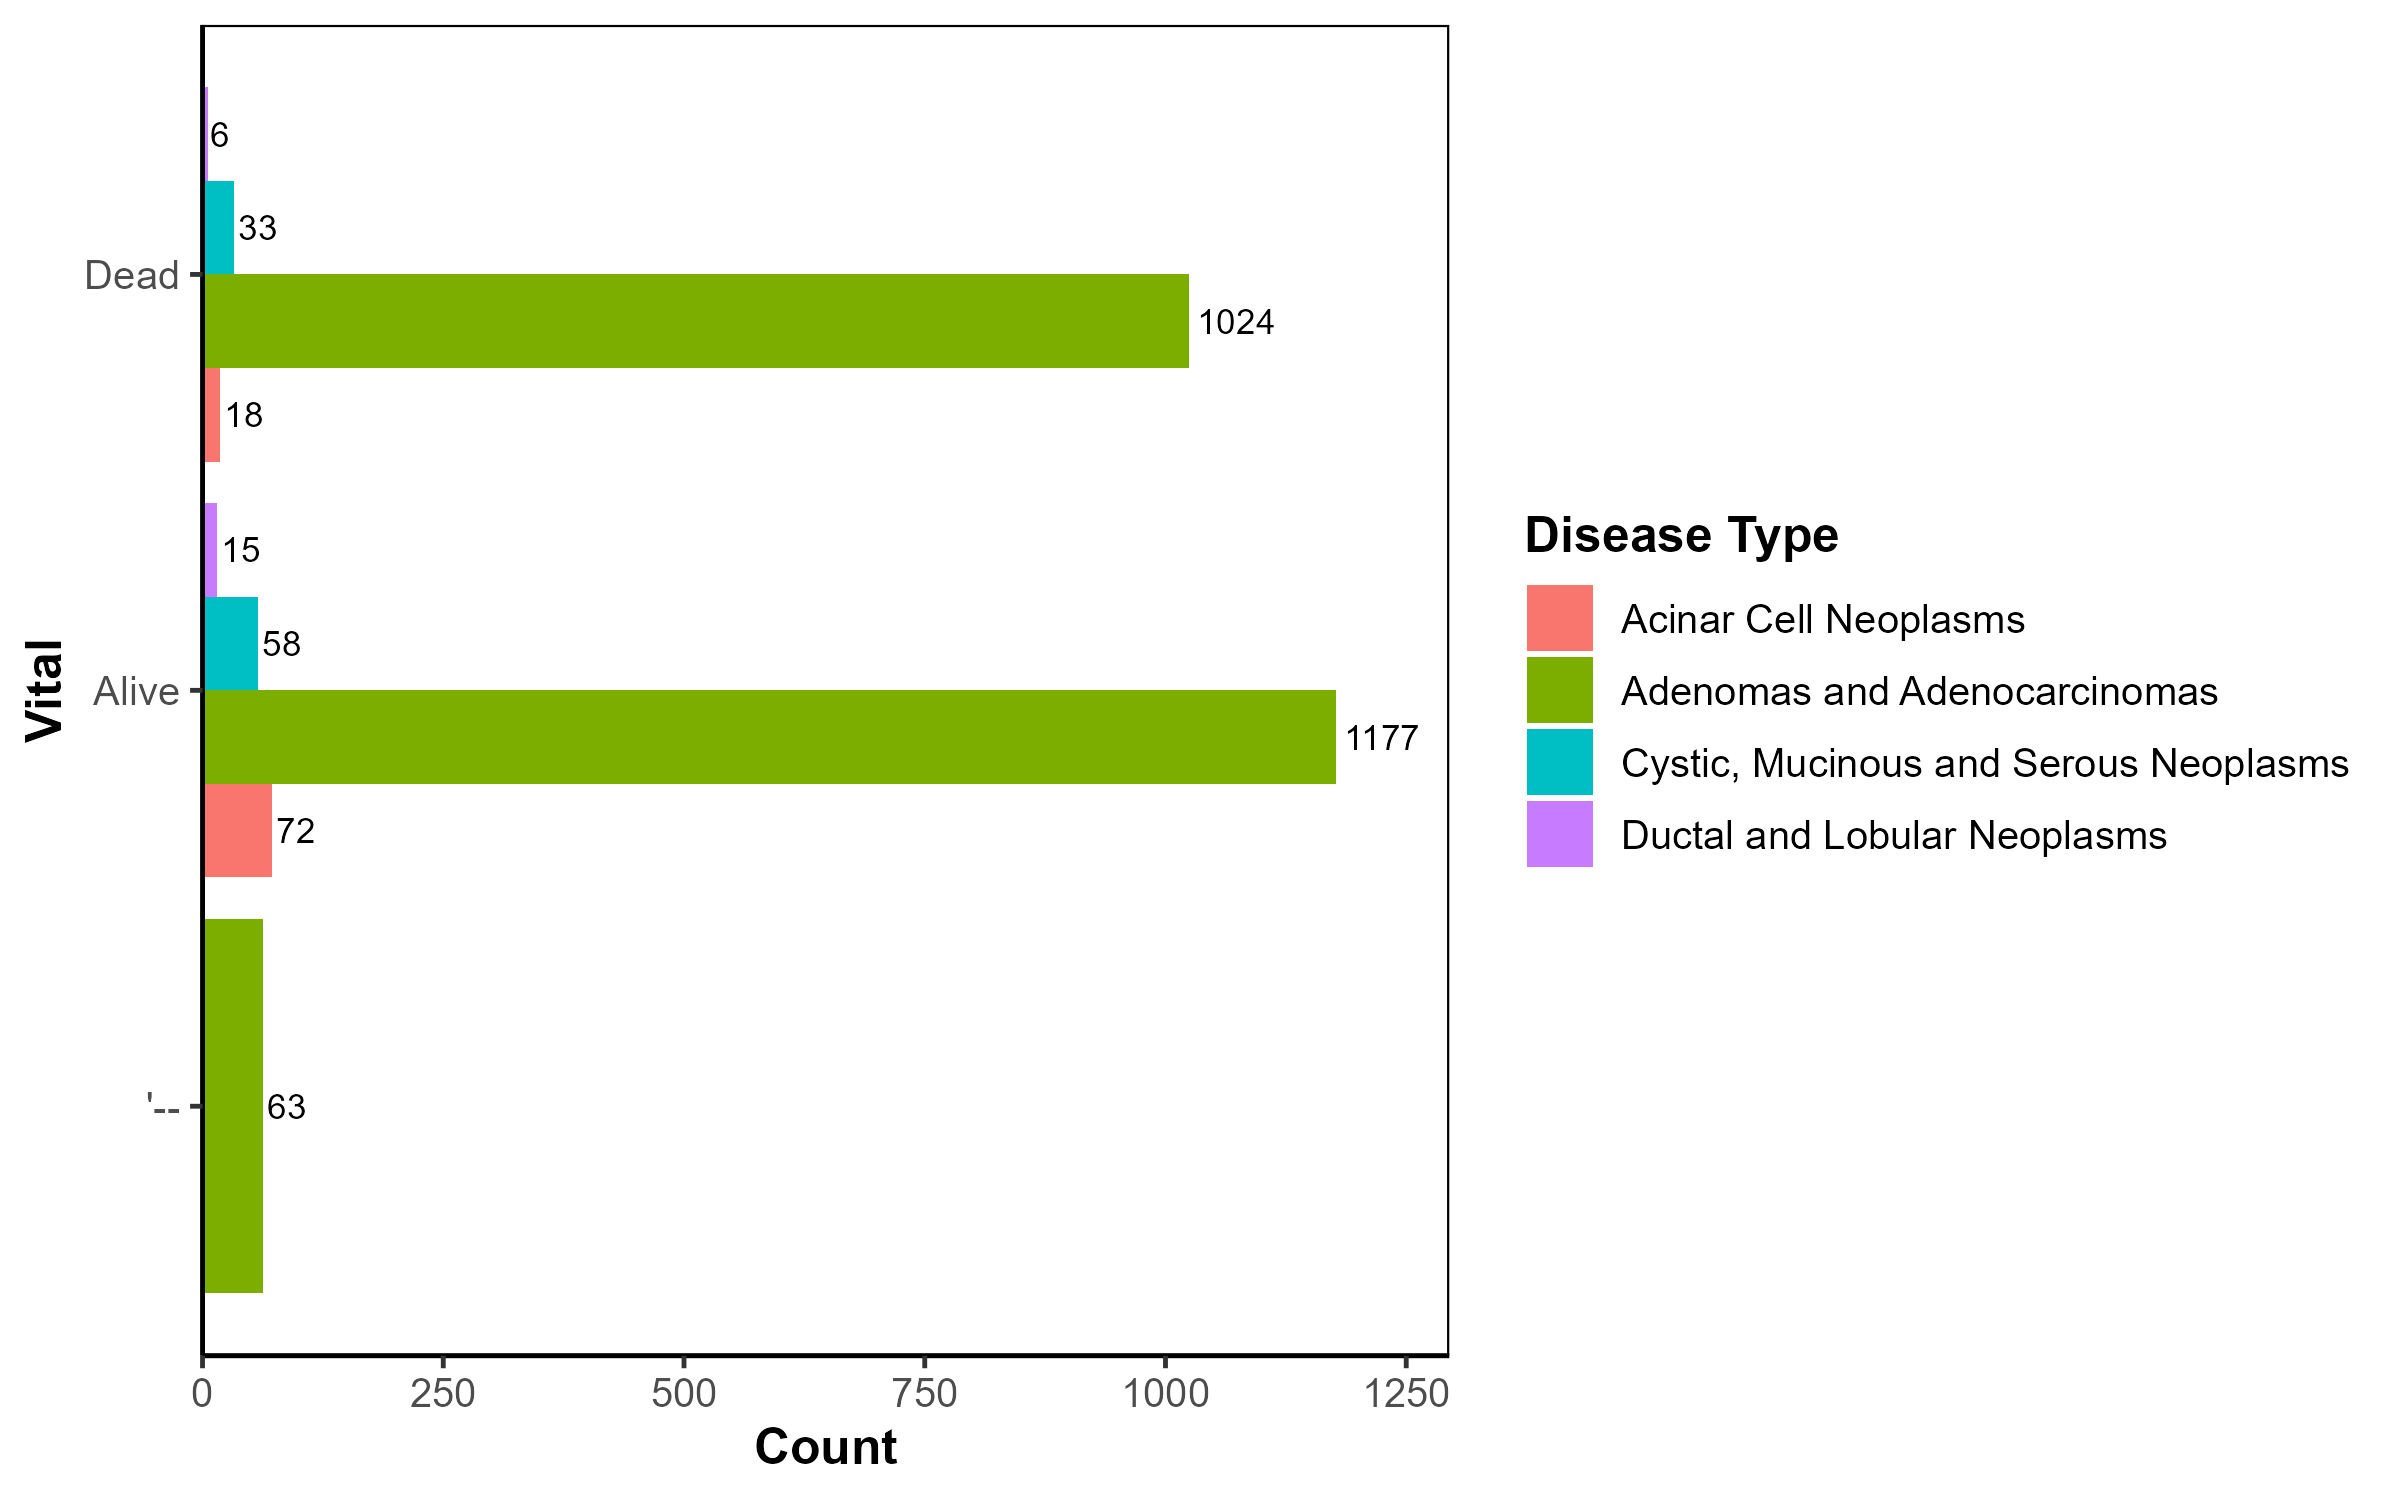 6
33
Dead
1024
18
15
58
Alive
1177
72
'--
63
Vital
0 250 500 750 1000 1250
Count
Disease Type
Acinar Cell Neoplasms
Adenomas and Adenocarcinomas
Cystic, Mucinous and Serous Neoplasms
Ductal and Lobular Neoplasms